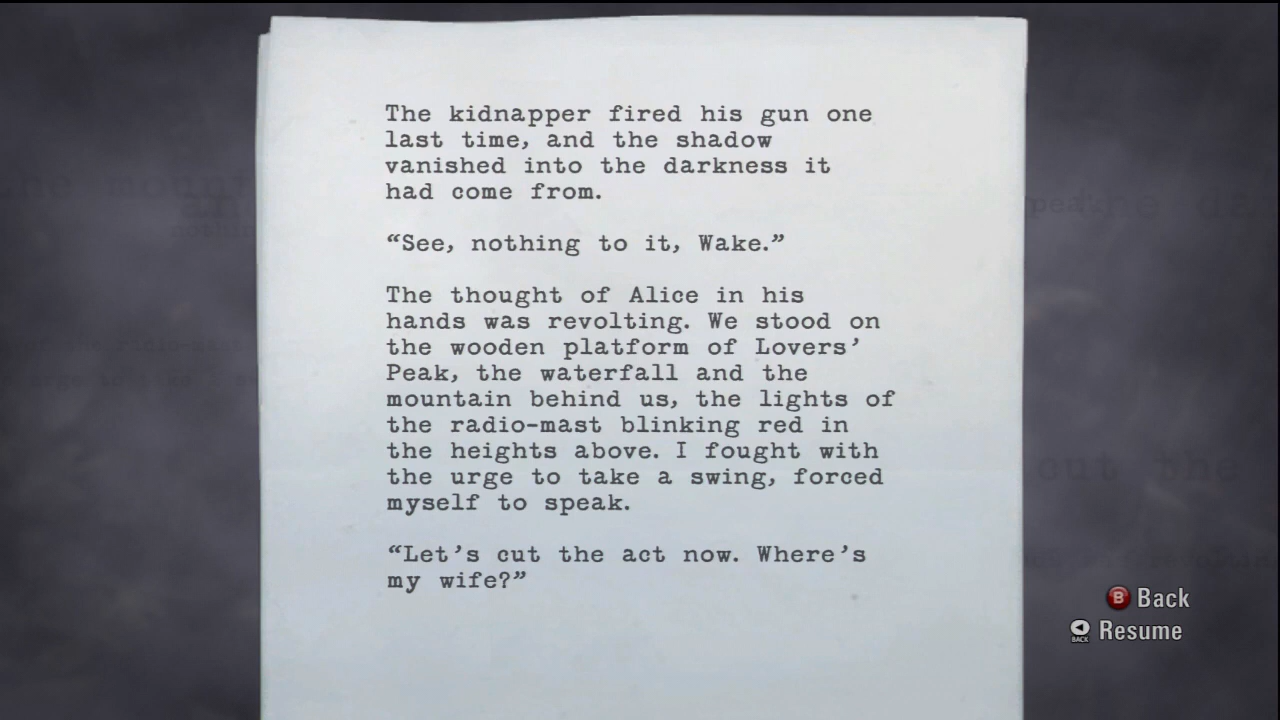 The kidnapper fired his gun one
last time, and the shadow
vanished into the darkness it
had come from.
“See, nothing to it, Wake.”
The thought of Alice in his
hands was revolting. We stood on
the wooden platform of Lovers’
Peak, the waterfall and the
mountain behind us, the lights of
the radio-mast blinking red in
the heights above. I fought with
the urge to take a swing, forced
myself to speak.
“Let’s cut the act now. Where’s
my wife?”
B Back
BACK Resume